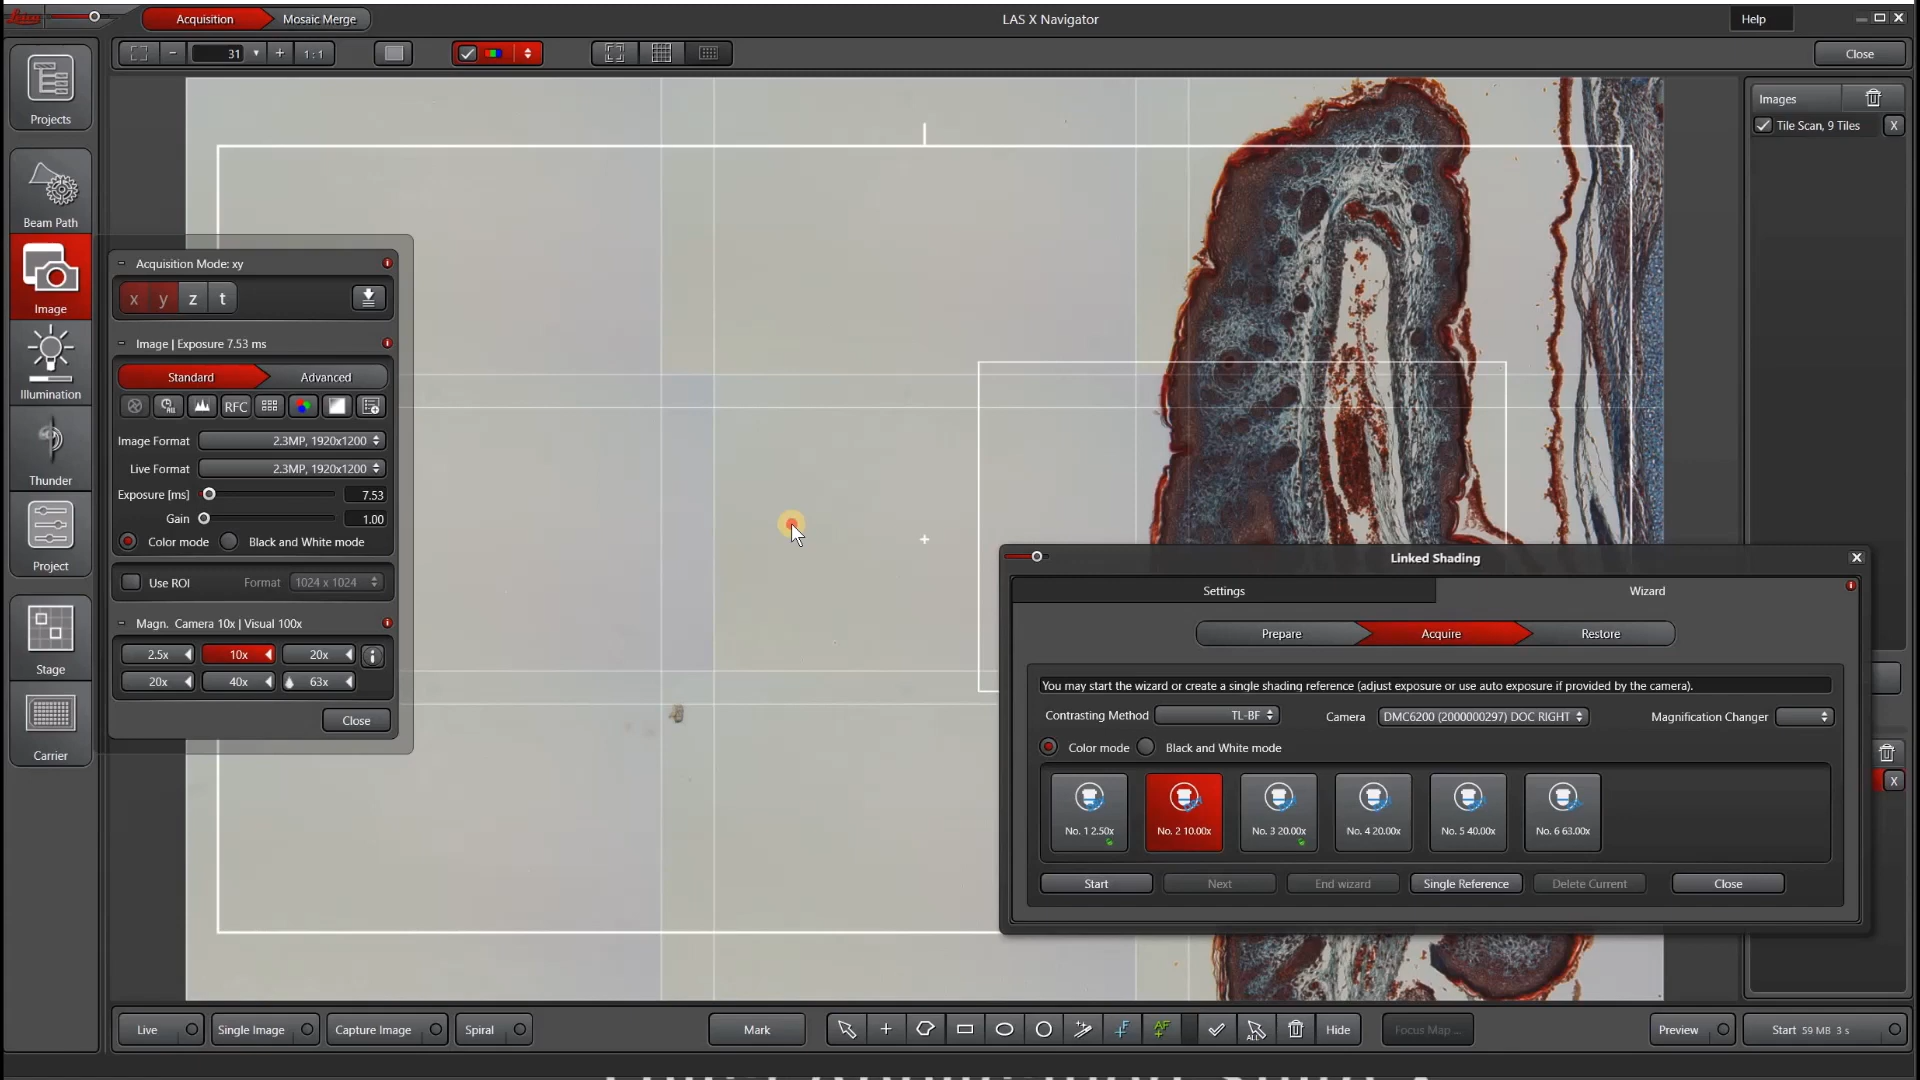 Leica
Acquisition
Mosaic Merge
LAS X Navigator
Help
31
1 : 1
Close
Projects
Beam Path
Image
Illumination
Thunder
Project
Stage
Carrier
Images
Tile Scan, 9 Tiles
X
Acquisition Mode: xy
x y z t
Image | Exposure 7.53 ms
Standard
Advanced
RFC
Image Format 2.3MP, 1920x1200
Live Format 2.3MP, 1920x1200
Exposure [ms] 7.53
Gain 1.00
Color mode Black and White mode
Use ROI Format 1024 x 1024
Magn. Camera 10x | Visual 100x
2.5x 10x 20x
20x 40x 63x
Close
Linked Shading
Settings
Wizard
Prepare
Acquire
Restore
You may start the wizard or create a single shading reference (adjust exposure or use auto exposure if provided by the camera).
Contrasting Method TL-BF Camera DMC6200 (2000000297) DOC RIGHT Magnification Changer
Color mode Black and White mode
No. 1 2.50x No. 2 10.00x No. 3 20.00x No. 4 20.00x No. 5 40.00x No. 6 63.00x
Start Next End wizard Single Reference Delete Current Close
X
Live Single Image Capture Image Spiral Mark F AF ALL Hide Focus Map ... Preview Start 59 MB 3 s